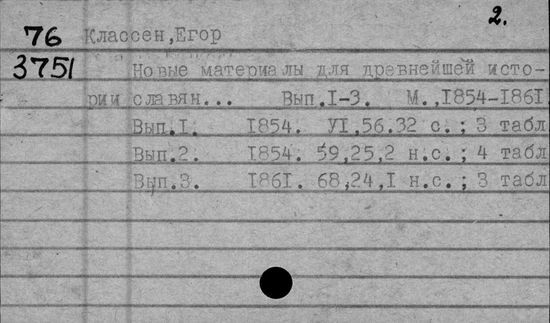 2.
76 Классен,Егор
3751 Новые материалы для древнейшей исто-
рии славян... Вып.I-3. М.,I854-I86I
Вып.I. I854. УI,56.32 с.; 3 табл
Вып.2. I854. 59,25,2 н.с.; 4 табл
Вып.3. I86I. 68,24,I н.с.; 3 табл